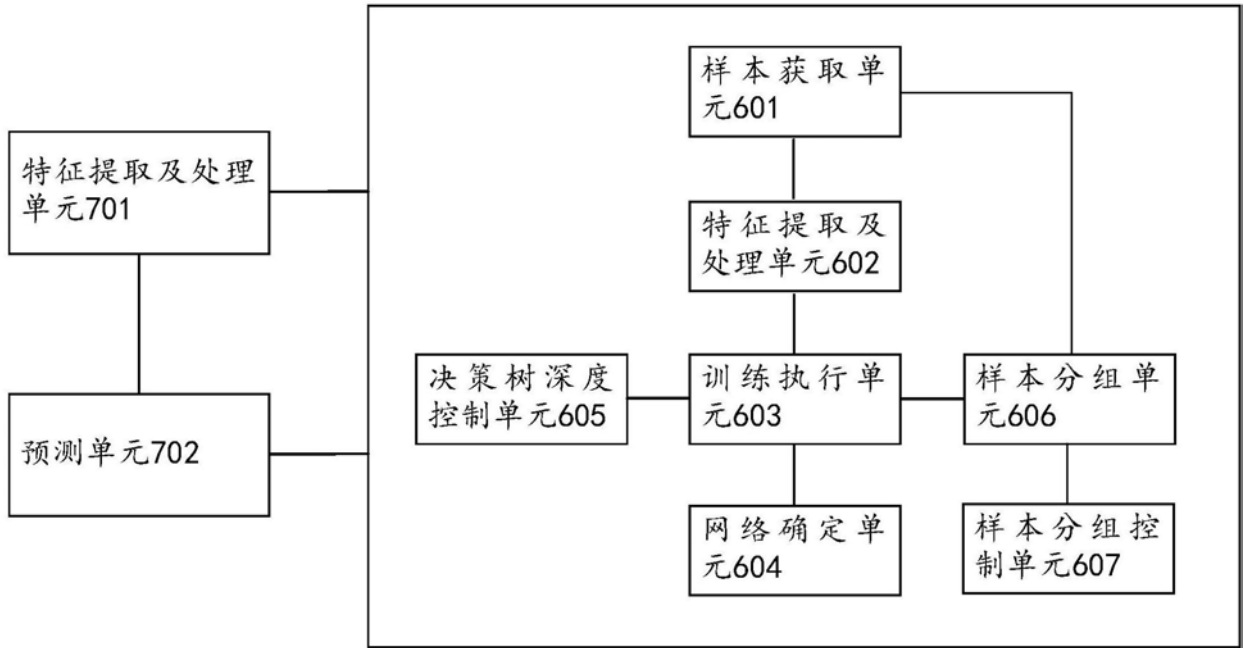 样本获取单
元601
特征提取及处理
单元701
特征提取及
处理单元602
决策树深度
控制单元605
训练执行单
元603
样本分组单
元606
预测单元702
网络确定单
元604
样本分组控
制单元607